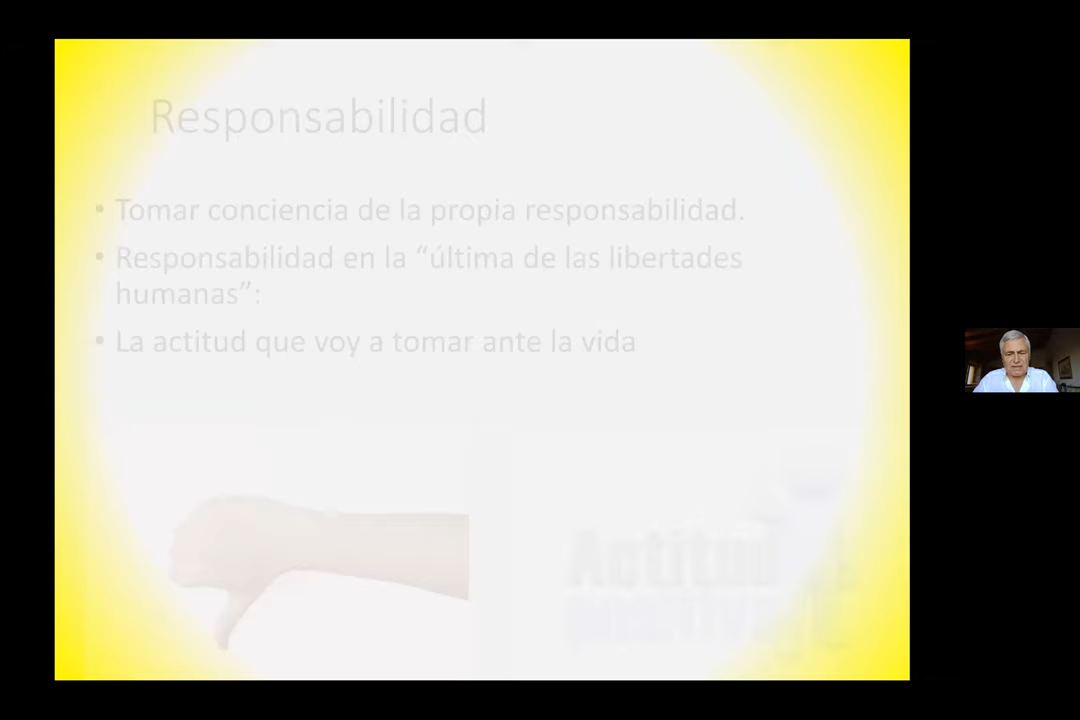 Responsabilidad
• Tomar conciencia de la propia responsabilidad.
• Responsabilidad en la “última de las libertades
humanas”:
• La actitud que voy a tomar ante la vida
Actitud